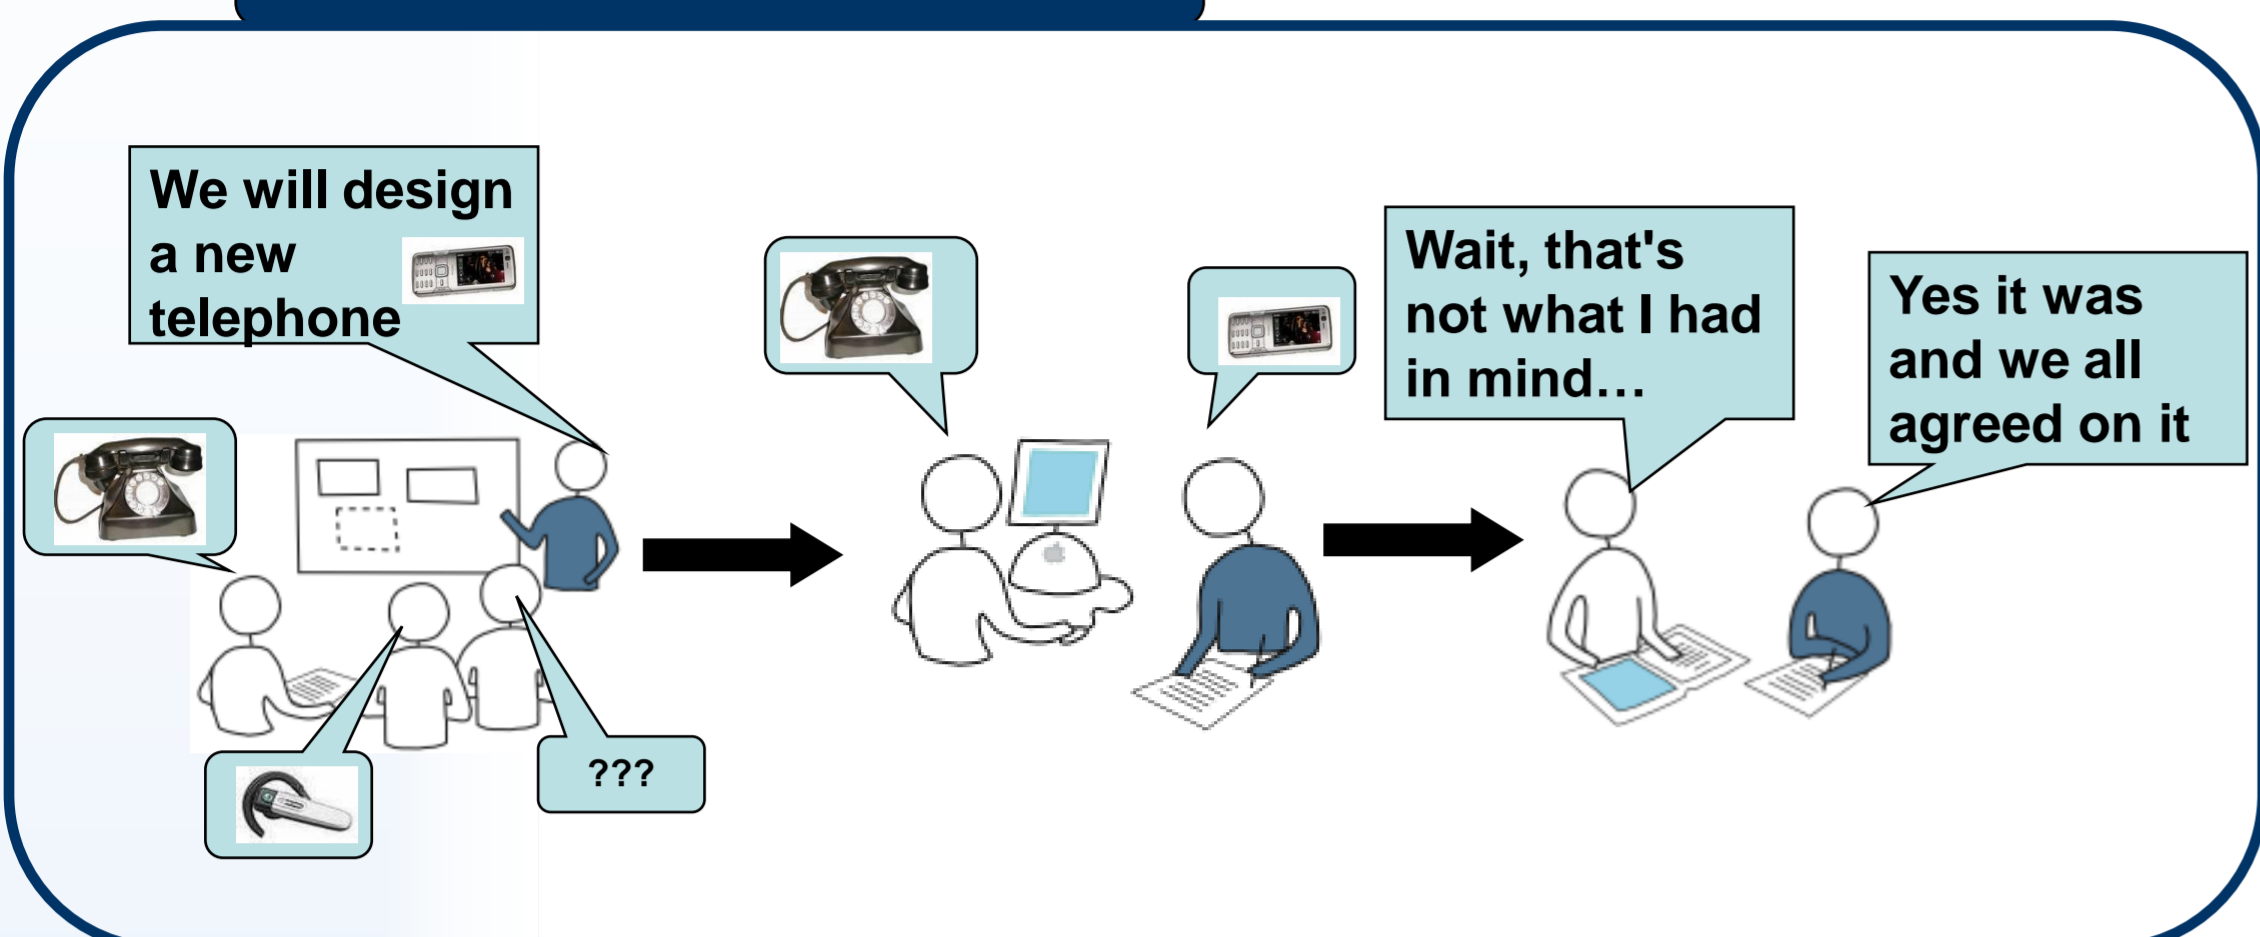 We will design
a new
telephone
???
Wait, that's
not what I had
in mind…
Yes it was
and we all
agreed on it